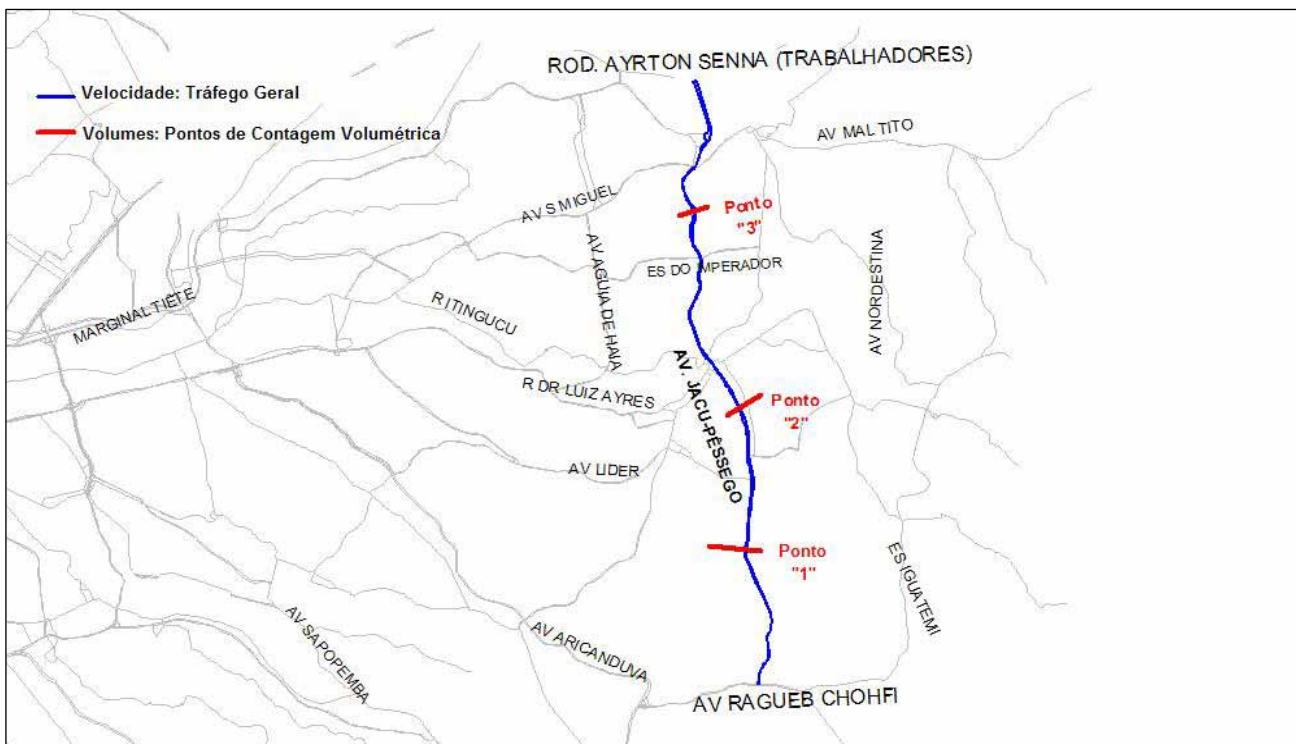 ROD. AYRTON SENNA (TRABALHADORES)
Velocidade: Tráfego Geral
Volumes: Pontos de Contagem Volumétrica
AV MAL TITO
AV S MIGUEL
Ponto
"3"
AV AGUIA DE HAIA
ES DO IMPERADOR
AV NORDESTINA
MARGINAL TIETE
R ITINGUCU
AV. JACU-PÊSSEGO
R DR LUIZ AYRES
Ponto
"2"
AV LIDER
Ponto
"1"
ES IGUATEMI
AV SAPOPEMBA
AV ARICANDUVA
AV RAGUEB CHOHFI